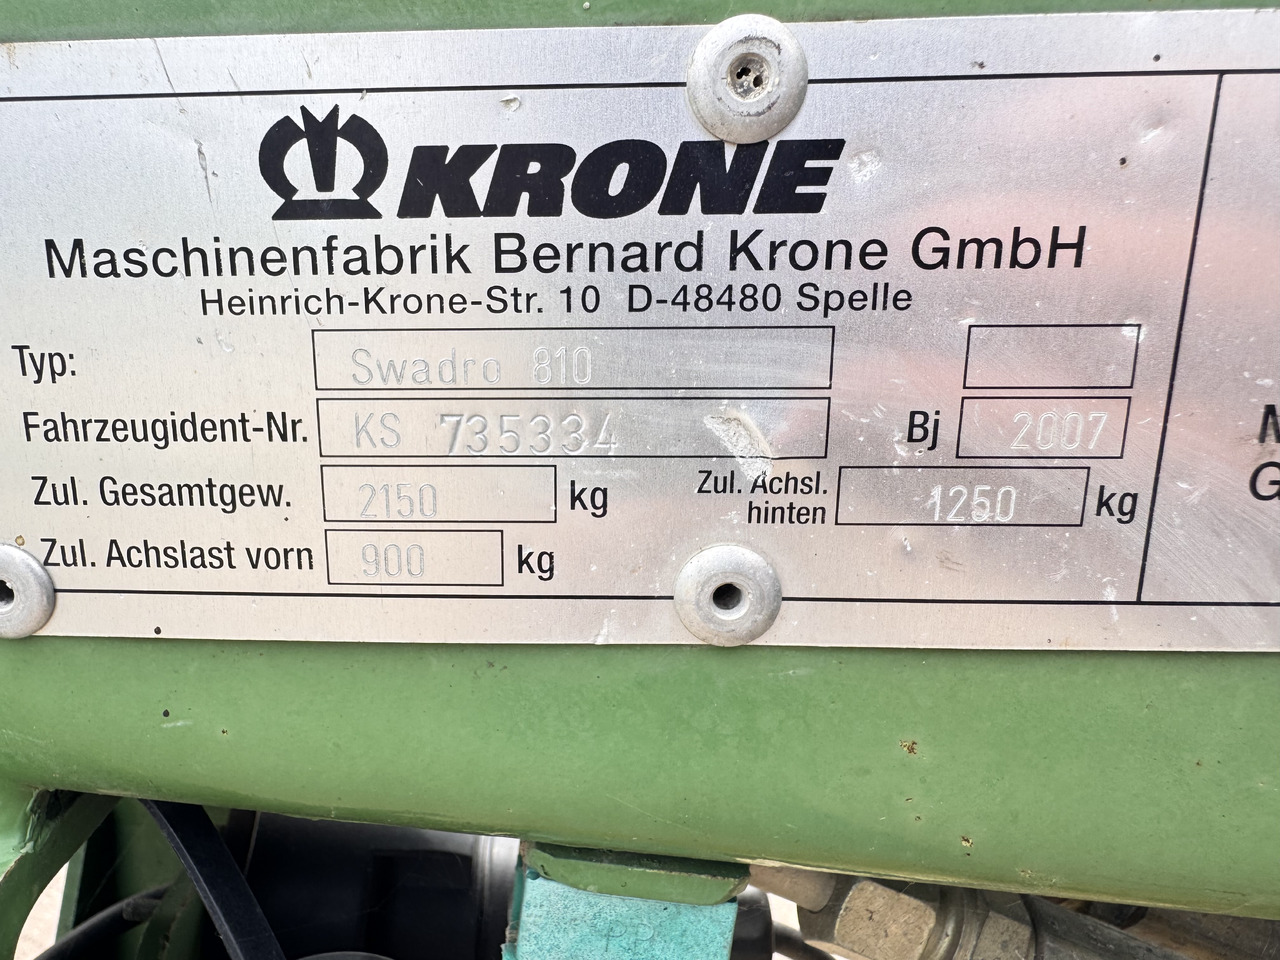 KRONE
Maschinenfabrik Bernard Krone GmbH
Heinrich-Krone-Str. 10 D-48480 Spelle
Typ: Swadro 810
Fahrzeugident-Nr. KS 735334 Bj 2007
Zul. Gesamtgew. 2150 kg Zul. Achsl. hinten 1250 kg
Zul. Achslast vorn 900 kg